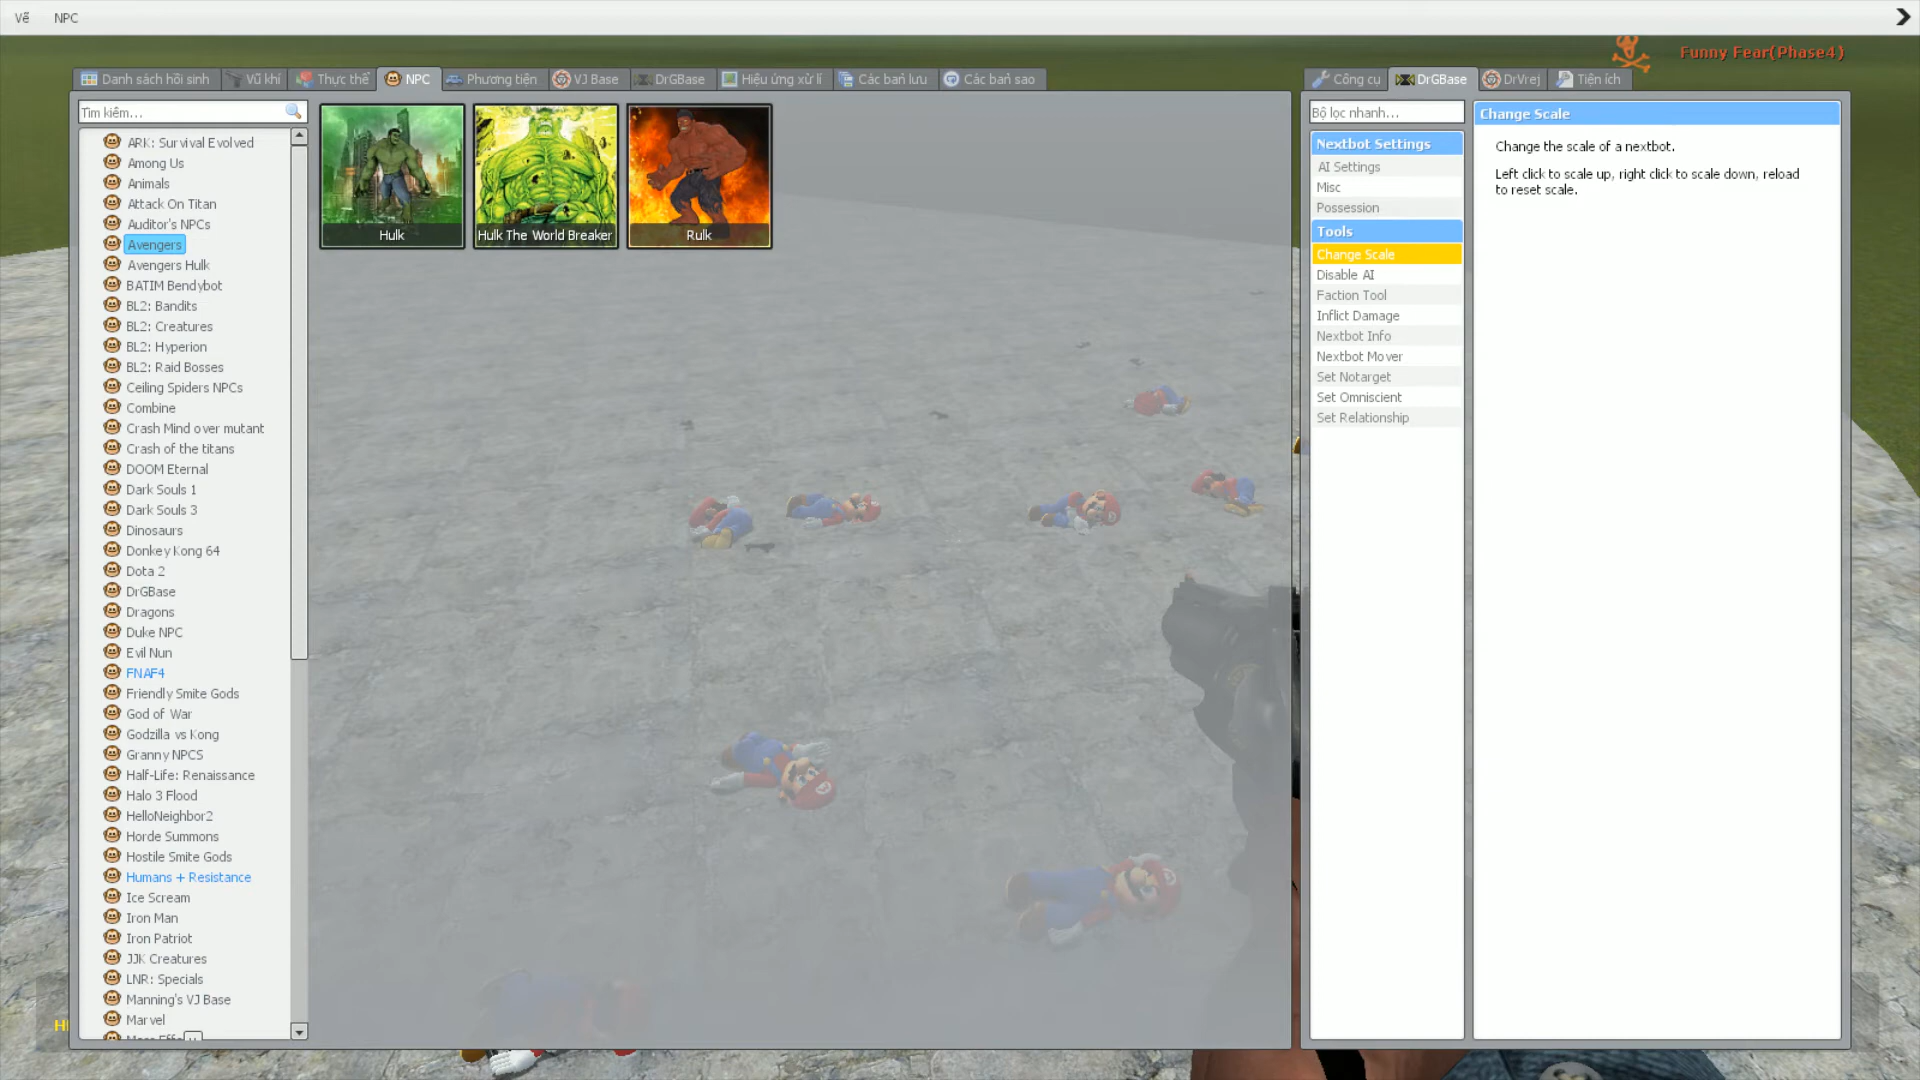 Vẽ NPC
Funny Fear(Phase4)
Danh sách hồi sinh Vũ khí Thực thể NPC Phương tiện VJ Base DrGBase Hiệu ứng xử lí Các bản lưu Các bản sao
Công cụ DrGBase DrVrej Tiện ích
Tìm kiếm...
ARK: Survival Evolved
Among Us
Animals
Attack On Titan
Auditor's NPCs
Avengers
Avengers Hulk
BATIM Bendybot
BL2: Bandits
BL2: Creatures
BL2: Hyperion
BL2: Raid Bosses
Ceiling Spiders NPCs
Combine
Crash Mind over mutant
Crash of the titans
DOOM Eternal
Dark Souls 1
Dark Souls 3
Dinosaurs
Donkey Kong 64
Dota 2
DrGBase
Dragons
Duke NPC
Evil Nun
FNAF4
Friendly Smite Gods
God of War
Godzilla vs Kong
Granny NPCS
Half-Life: Renaissance
Halo 3 Flood
HelloNeighbor2
Horde Summons
Hostile Smite Gods
Humans + Resistance
Ice Scream
Iron Man
Iron Patriot
JJK Creatures
LNR: Specials
Manning's VJ Base
Marvel
Hulk
Hulk The World Breaker
Rulk
Bộ lọc nhanh...
Nextbot Settings
AI Settings
Misc
Possession
Tools
Change Scale
Disable AI
Faction Tool
Inflict Damage
Nextbot Info
Nextbot Mover
Set Notarget
Set Omniscient
Set Relationship
Change Scale
Change the scale of a nextbot.
Left click to scale up, right click to scale down, reload
to reset scale.